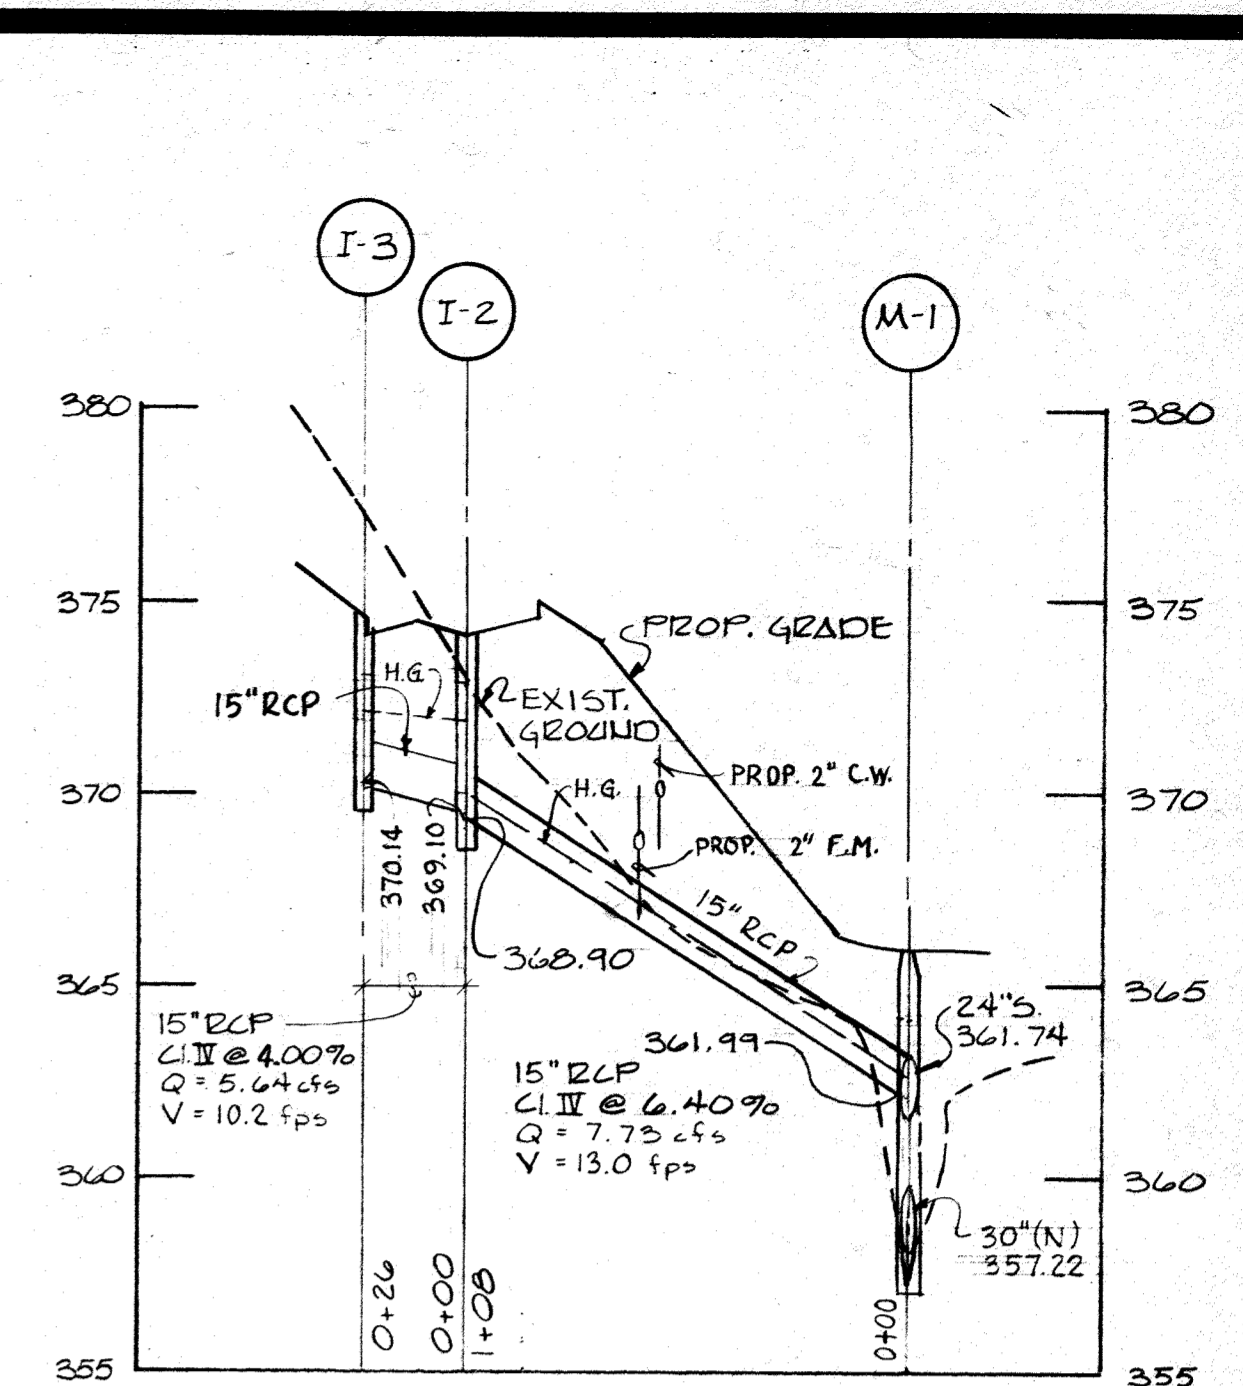 I-3
I-2
M-1
380
380
375
375
PROP. GRADE
H.G.
15" RCP
EXIST.
GROUND
370
370
H.G.
PROP. 2" C.W.
PROP. 2" F.M.
370.14
369.10
15" RCP
368.90
365
365
15" RCP
Cl. IV @ 4.00%
Q = 5.64 cfs
V = 10.2 fps
24" S.
361.74
361.99
15" RCP
Cl. IV @ 6.40%
Q = 7.73 cfs
V = 13.0 fps
360
360
30" (N)
357.22
0+26
0+00
1+08
0+00
355
355